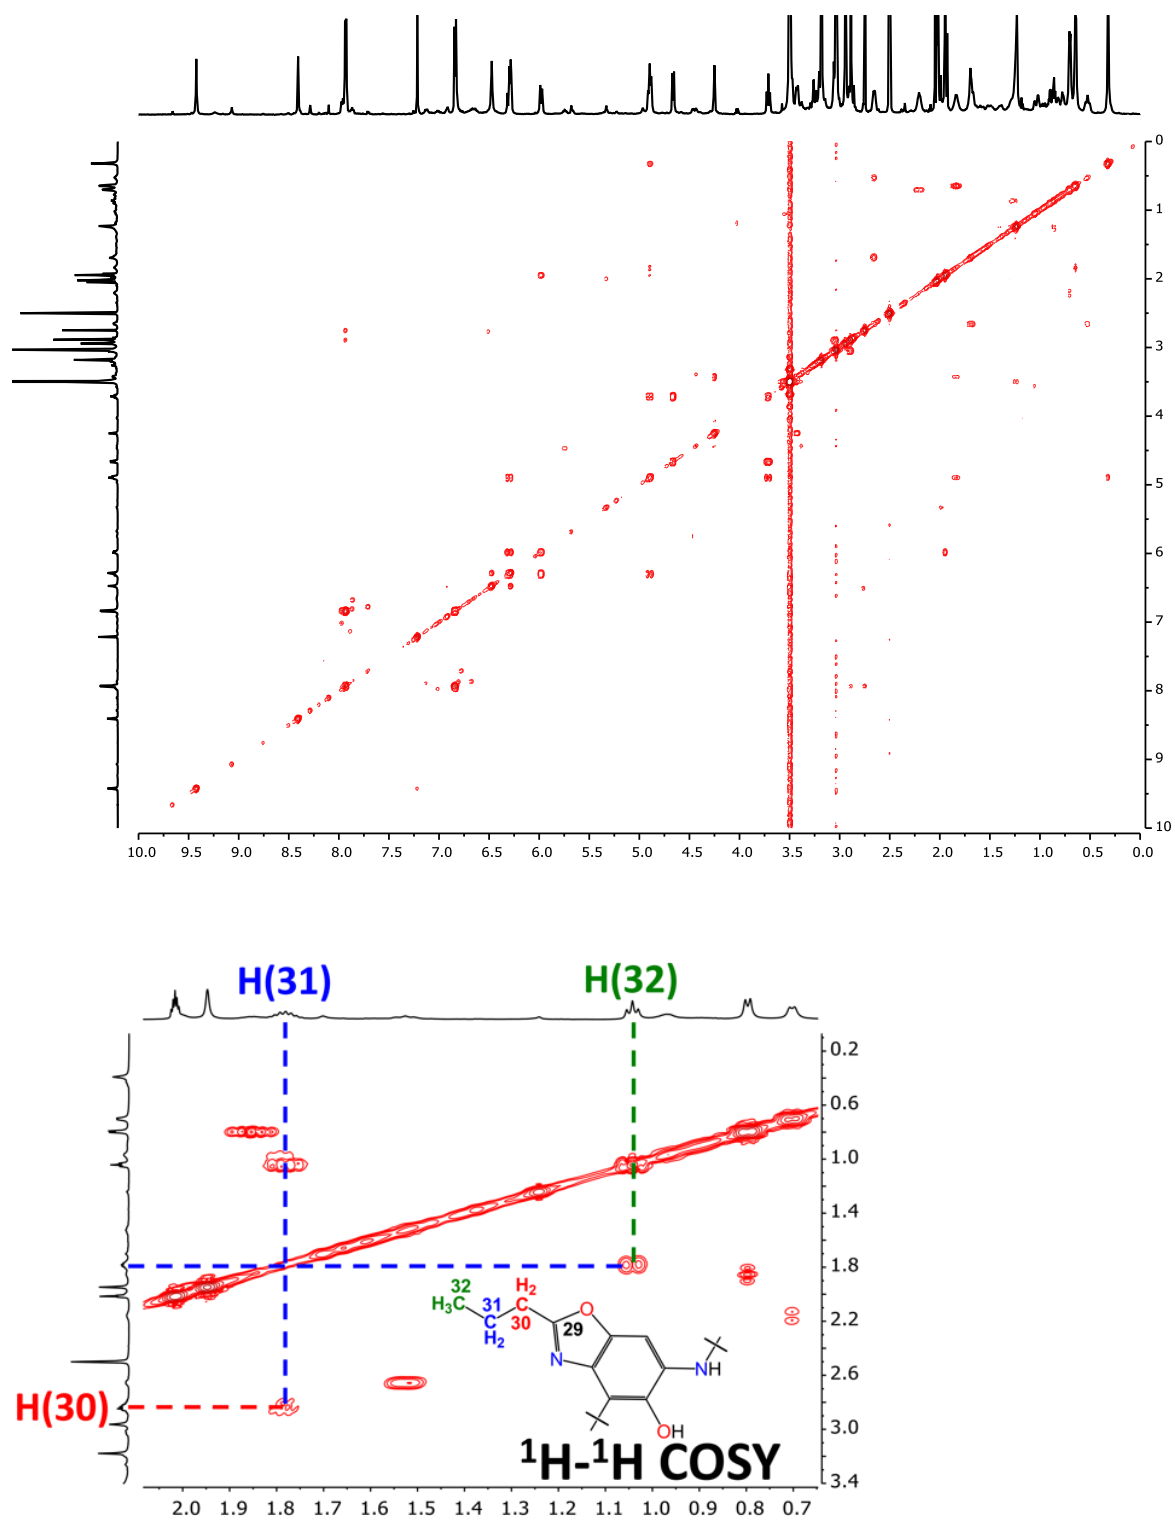 0
1
2
3
4
5
6
7
8
9
10
10.0 9.5 9.0 8.5 8.0 7.5 7.0 6.5 6.0 5.5 5.0 4.5 4.0 3.5 3.0 2.5 2.0 1.5 1.0 0.5 0.0
H(31) H(32)
0.2
0.6
1.0
1.4
1.8
2.2
2.6
3.0
3.4
H(30)
32
H₃C
31
C
H₂
H₂
C
30
O
29
N
NH
OH
¹H-¹H COSY
2.0 1.9 1.8 1.7 1.6 1.5 1.4 1.3 1.2 1.1 1.0 0.9 0.8 0.7